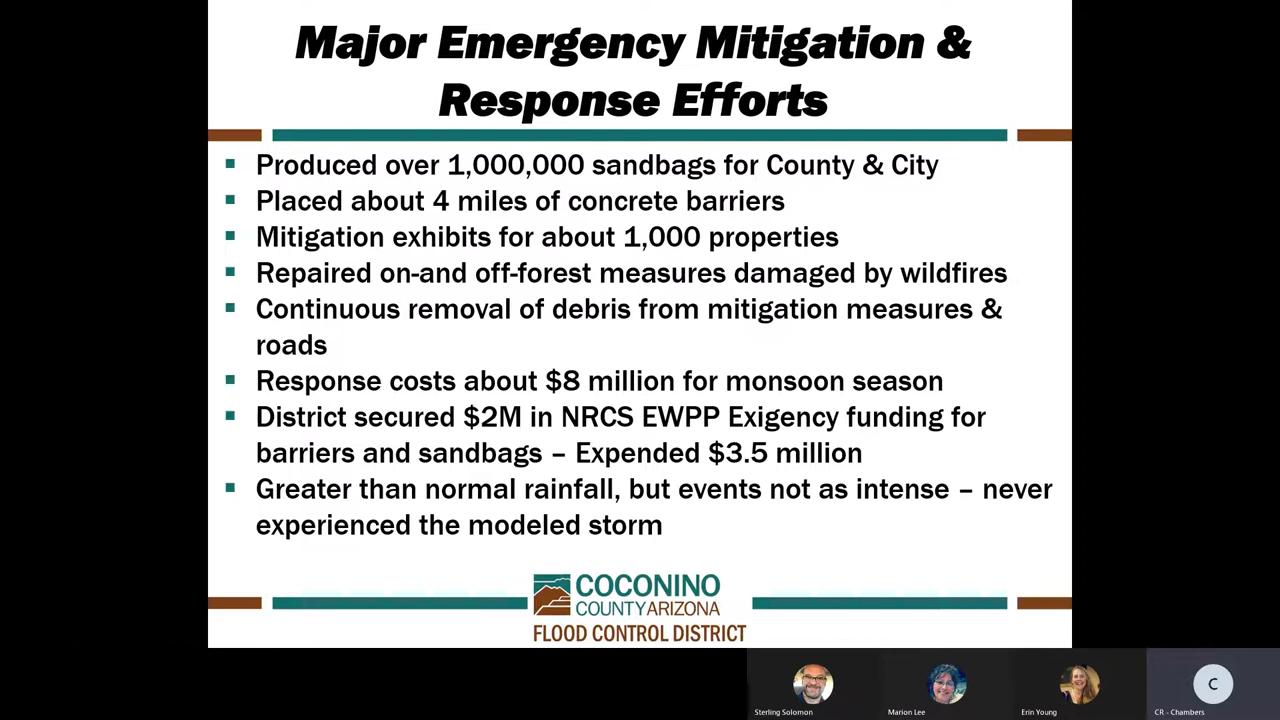 Major Emergency Mitigation &
Response Efforts
Produced over 1,000,000 sandbags for County & City
Placed about 4 miles of concrete barriers
Mitigation exhibits for about 1,000 properties
Repaired on-and off-forest measures damaged by wildfires
Continuous removal of debris from mitigation measures &
roads
Response costs about $8 million for monsoon season
District secured $2M in NRCS EWPP Exigency funding for
barriers and sandbags – Expended $3.5 million
Greater than normal rainfall, but events not as intense – never
experienced the modeled storm
COCONINO
COUNTY ARIZONA
FLOOD CONTROL DISTRICT
C
Sterling Solomon
Marion Lee
Erin Young
CR - Chambers